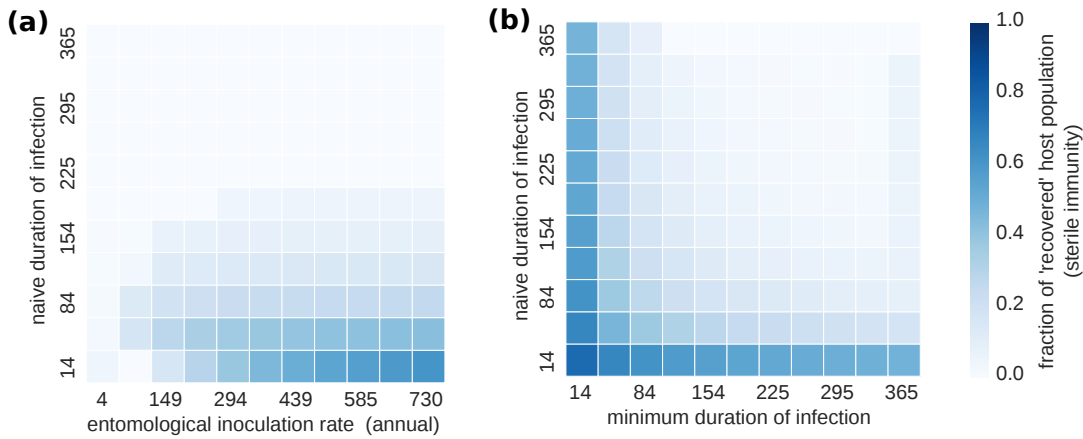 (a)
365
295
225
154
84
14
naive duration of infection
4 149 294 439 585 730
entomological inoculation rate (annual)
(b)
365
295
225
154
84
14
naive duration of infection
14 84 154 225 295 365
minimum duration of infection
1.0
0.8
0.6
0.4
0.2
0.0
fraction of 'recovered' host population
(sterile immunity)